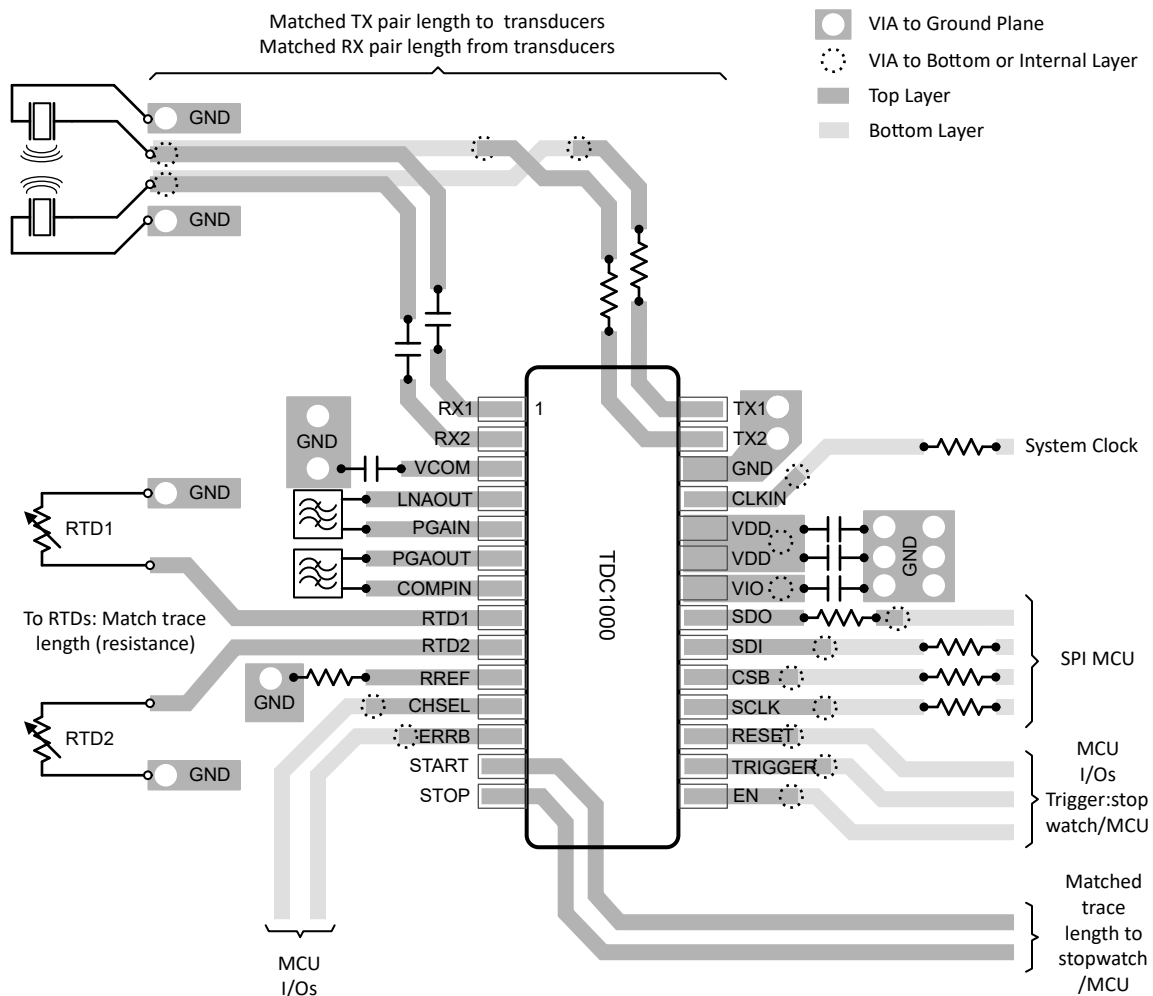 Matched TX pair length to transducers
Matched RX pair length from transducers
VIA to Ground Plane
VIA to Bottom or Internal Layer
Top Layer
Bottom Layer
GND
GND
RX1
1
TX1
RX2
TX2
GND
VCOM
GND
System Clock
GND
LNAOUT
CLKIN
RTD1
PGAIN
VDD
PGAOUT
VDD
GND
COMPIN
VIO
TDC1000
To RTDs: Match trace
length (resistance)
RTD1
SDO
RTD2
SDI
SPI MCU
RREF
CSB
GND
CHSEL
SCLK
RTD2
ERRB
RESET
START
TRIGGER
GND
STOP
EN
MCU
I/Os
Trigger:stop
watch/MCU
Matched
trace
length to
stopwatch
/MCU
MCU
I/Os